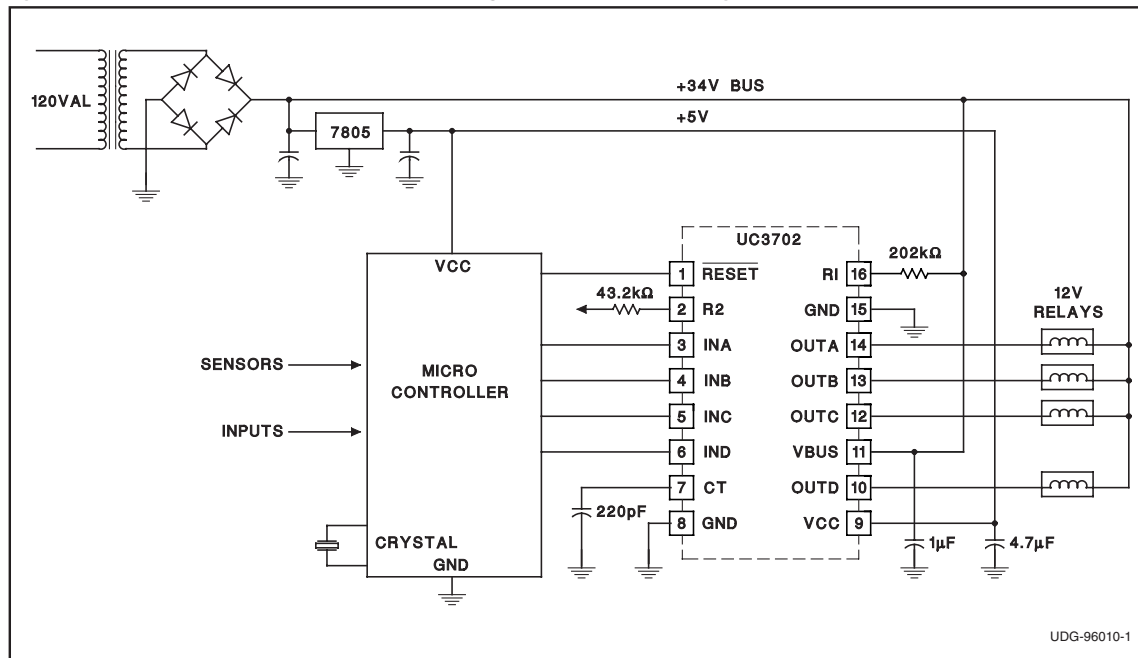 120VAL
+34V BUS
+5V
7805
UC3702
VCC
1 RESET
RI 16
202kΩ
43.2kΩ
2 R2
GND 15
12V
RELAYS
3 INA
OUTA 14
SENSORS
MICRO
CONTROLLER
4 INB
OUTB 13
5 INC
OUTC 12
INPUTS
6 IND
VBUS 11
7 CT
OUTD 10
220pF
8 GND
VCC 9
CRYSTAL
GND
1µF
4.7µF
UDG-96010-1